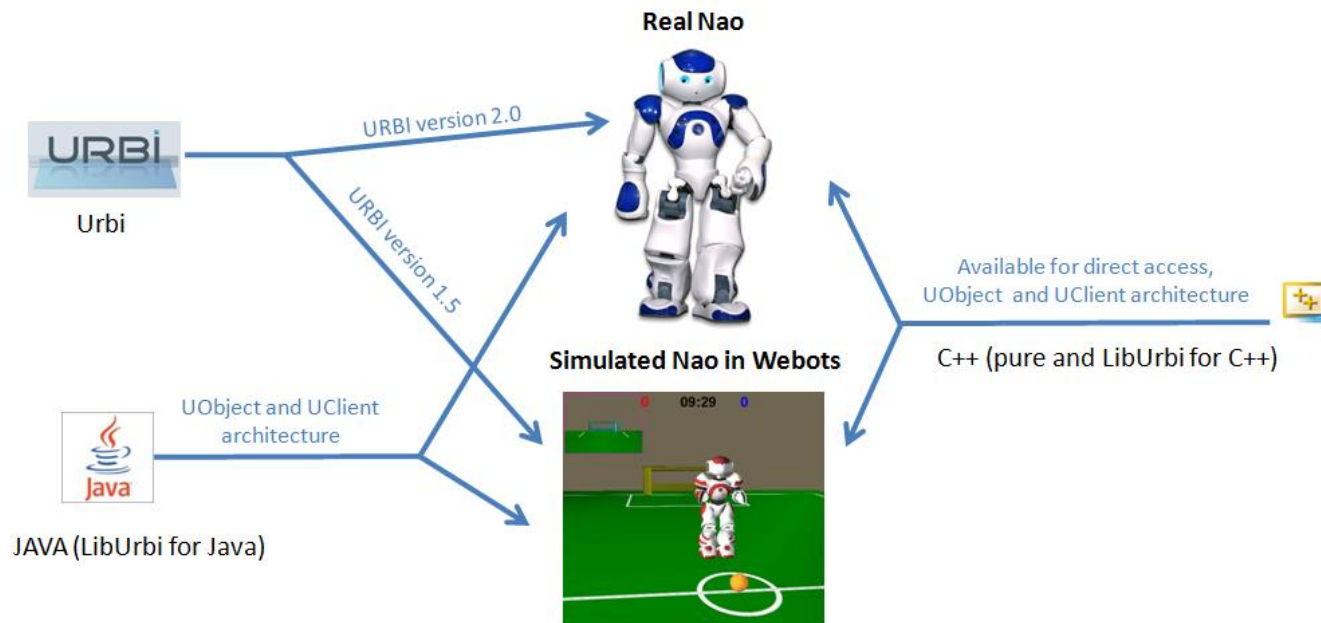 Real Nao
URBI version 2.0
URBi
Urbi
URBI version 1.5
Available for direct access,
UObject and UClient architecture
++
C++ (pure and LibUrbi for C++)
Simulated Nao in Webots
0 09:29 0
UObject and UClient
architecture
Java
JAVA (LibUrbi for Java)